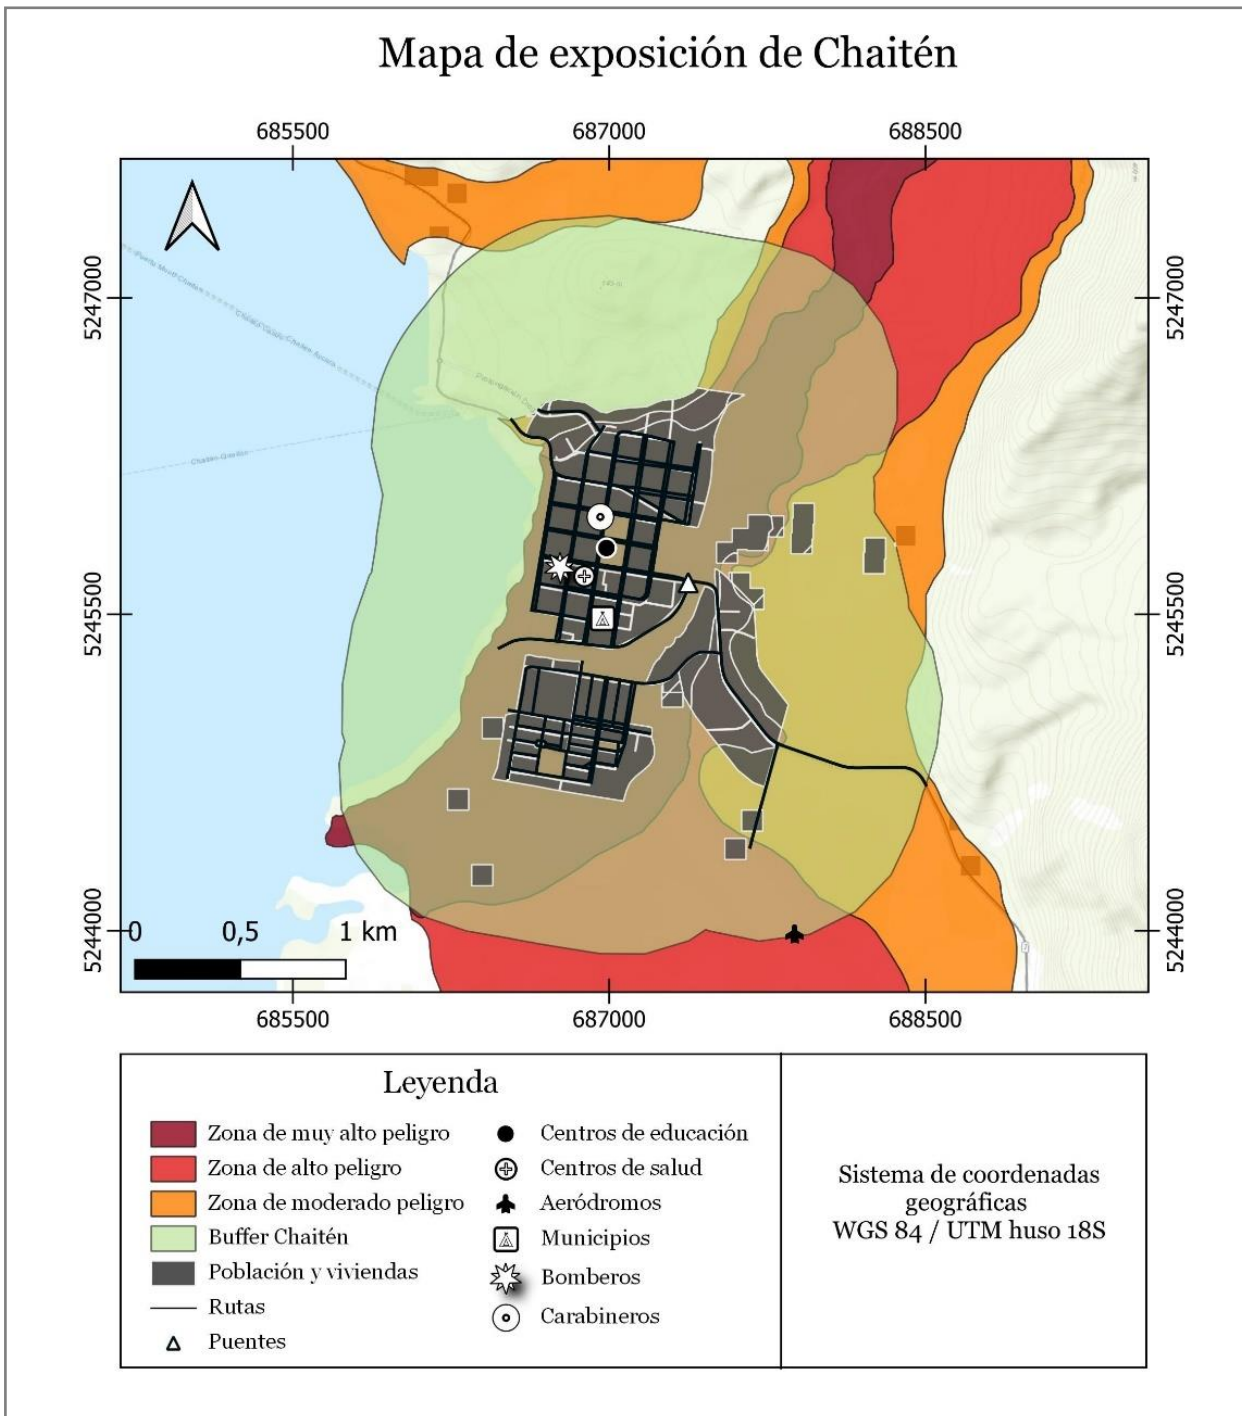 Mapa de exposición de Chaitén
685500 687000 688500
5247000 5247000
5245500 5245500
5244000 5244000
0 0,5 1 km
685500 687000 688500
Leyenda
Zona de muy alto peligro
Zona de alto peligro
Zona de moderado peligro
Buffer Chaitén
Población y viviendas
Rutas
Puentes
Centros de educación
Centros de salud
Aeródromos
Municipios
Bomberos
Carabineros
Sistema de coordenadas
geográficas
WGS 84 / UTM huso 18S